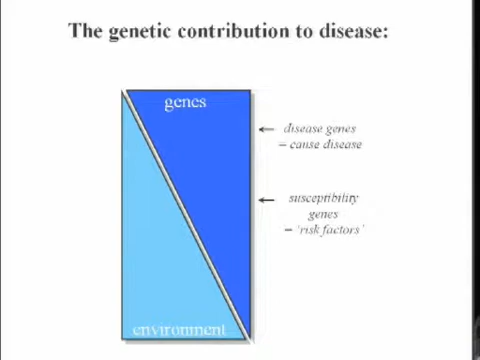 The genetic contribution to disease:
genes
disease genes
= cause disease
susceptibility
genes
= 'risk factors'
environment